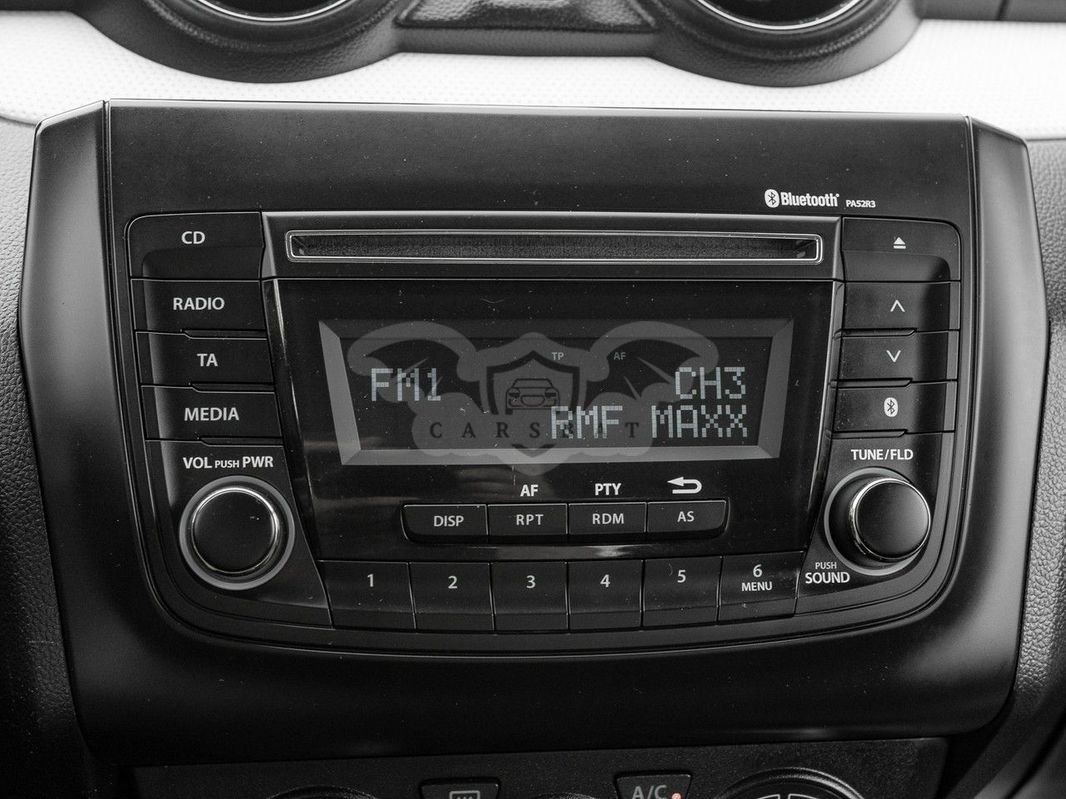 Bluetooth PA52R3
CD
RADIO
TA
MEDIA
VOL PUSH PWR
TP AF
FM1 CH3
RMF MAXX
CARSBAT
AF PTY
DISP RPT RDM AS
1 2 3 4 5 6
MENU
TUNE/FLD
PUSH
SOUND
A/C